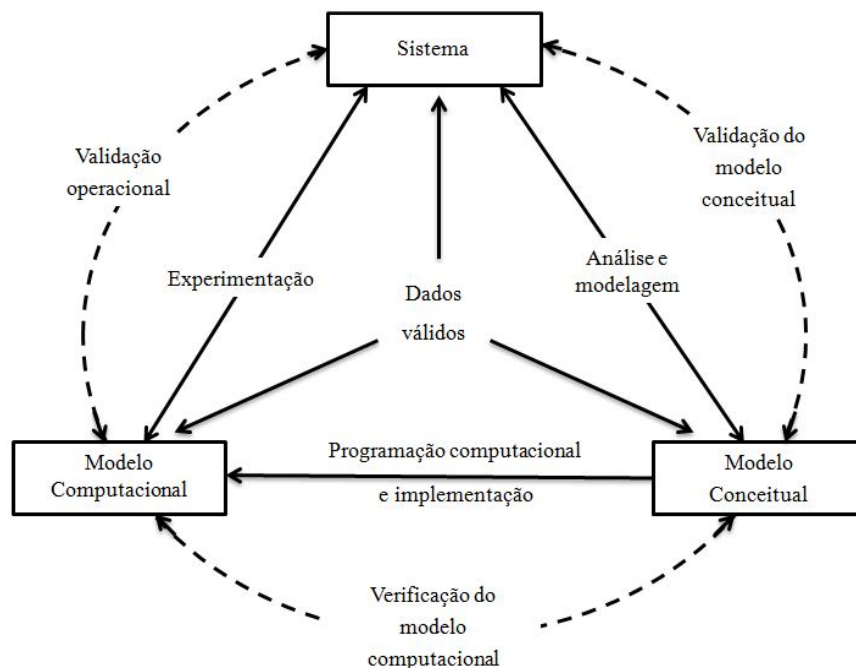 Sistema
Validação
operacional
Validação do
modelo
conceitual
Experimentação
Análise e
modelagem
Dados
válidos
Modelo
Computacional
Programação computacional
e implementação
Modelo
Conceitual
Verificação do
modelo
computacional